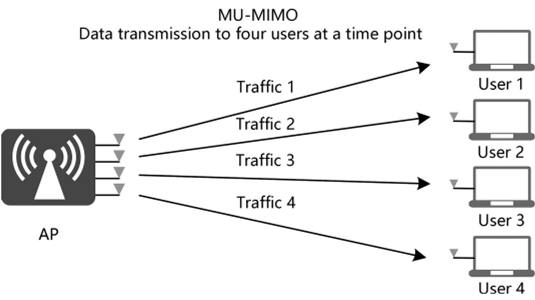 MU-MIMO
Data transmission to four users at a time point
Traffic 1
User 1
Traffic 2
User 2
Traffic 3
User 3
Traffic 4
AP
User 4